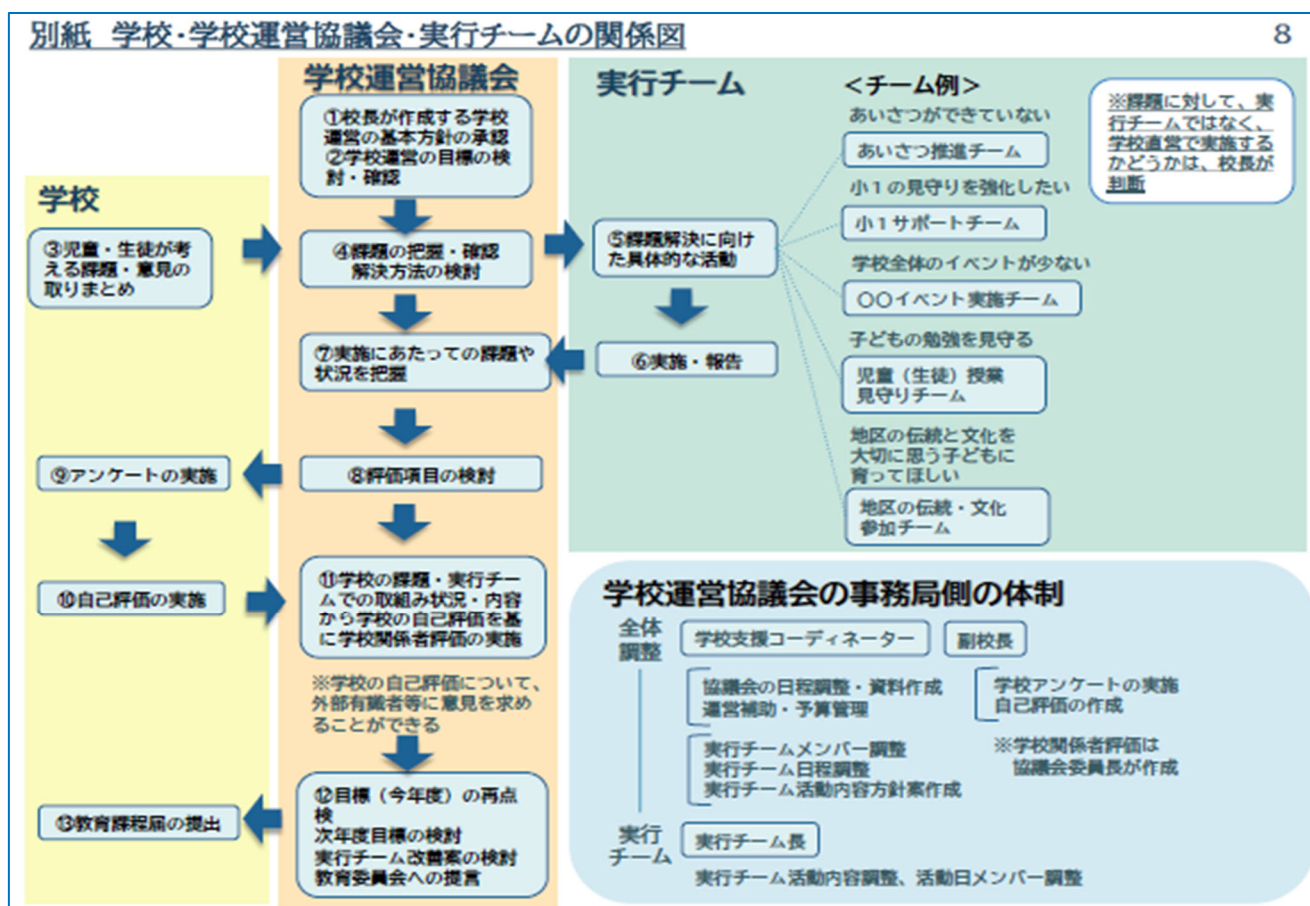 別紙 学校・学校運営協議会・実行チームの関係図
8
学校運営協議会
①校長が作成する学校
運営の基本方針の承認
②学校運営の目標の検
討・確認
学校
③児童・生徒が考
える課題・意見の
取りまとめ
④課題の把握・確認
解決方法の検討
⑦実施にあたっての課題や
状況を把握
⑧評価項目の検討
⑨アンケートの実施
⑩自己評価の実施
⑪学校の課題・実行チー
ムでの取組み状況・内容
から学校の自己評価を基
に学校関係者評価の実施
※学校の自己評価について、
外部有識者等に意見を求め
ることができる
⑫目標（今年度）の再点
検
次年度目標の検討
実行チーム改善案の検討
教育委員会への提言
⑬教育課程届の提出
実行チーム
⑤課題解決に向け
た具体的な活動
⑥実施・報告
＜チーム例＞
あいさつができていない
あいさつ推進チーム
小１の見守りを強化したい
小１サポートチーム
学校全体のイベントが少ない
〇〇イベント実施チーム
子どもの勉強を見守る
児童（生徒）授業
見守りチーム
地区の伝統と文化を
大切に思う子どもに
育ってほしい
地区の伝統・文化
参加チーム
※課題に対して、実
行チームではなく、
学校直営で実施する
かどうかは、校長が
判断
学校運営協議会の事務局側の体制
全体
調整
学校支援コーディネーター
副校長
協議会の日程調整・資料作成
運営補助・予算管理
学校アンケートの実施
自己評価の作成
実行チームメンバー調整
実行チーム日程調整
実行チーム活動内容方針案作成
※学校関係者評価は
協議会委員長が作成
実行
チーム
実行チーム長
実行チーム活動内容調整、活動日メンバー調整